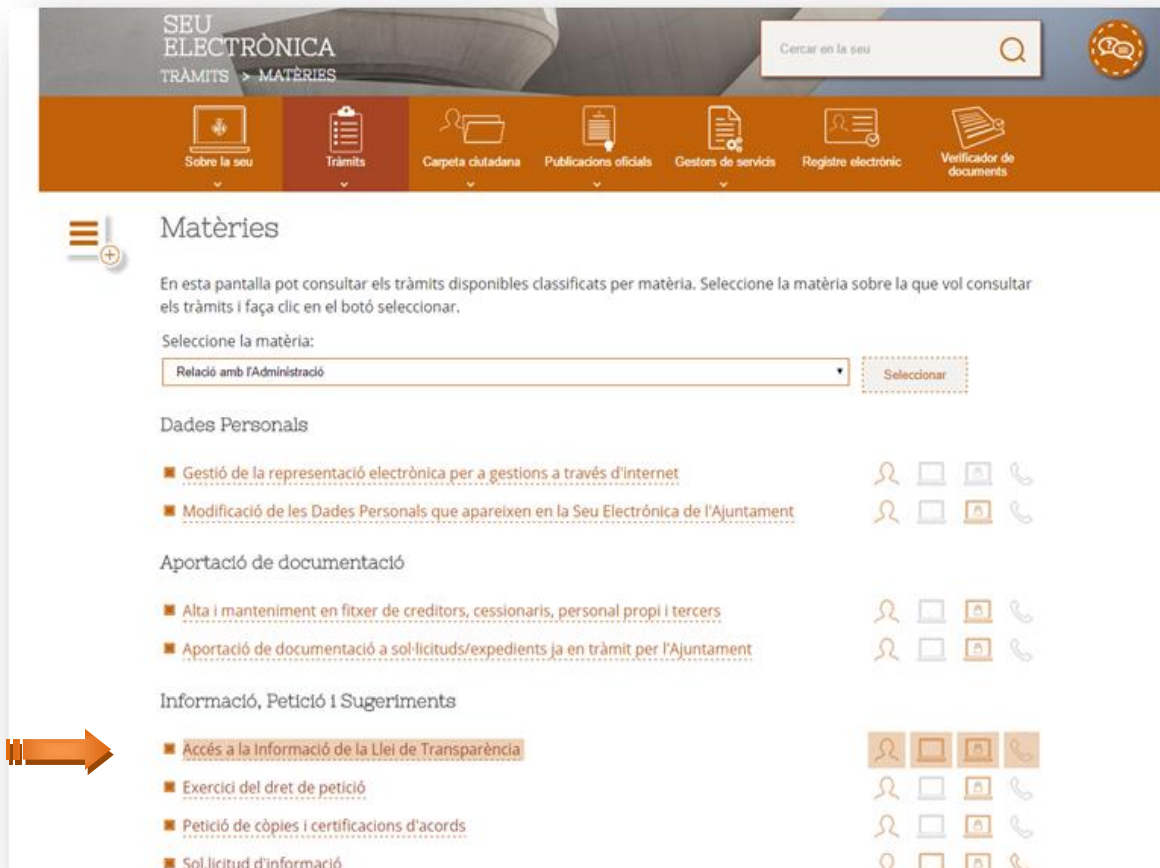 SEU
ELECTRÒNICA
TRÀMITS > MATÈRIES
Cercar en la seu
Sobre la seu
Tràmits
Carpeta ciutadana
Publicacions oficials
Gestors de servicis
Registre electrònic
Verificador de
documents
Matèries
En esta pantalla pot consultar els tràmits disponibles classificats per matèria. Seleccione la matèria sobre la que vol consultar
els tràmits i faça clic en el botó seleccionar.
Seleccione la matèria:
Relació amb l'Administració
Seleccionar
Dades Personals
Gestió de la representació electrònica per a gestions a través d'internet
Modificació de les Dades Personals que apareixen en la Seu Electrónica de l'Ajuntament
Aportació de documentació
Alta i manteniment en fitxer de creditors, cessionaris, personal propi i tercers
Aportació de documentació a sol·licituds/expedients ja en tràmit per l'Ajuntament
Informació, Petició i Sugeriments
Accés a la Informació de la Llei de Transparència
Exercici del dret de petició
Petició de còpies i certificacions d'acords
Sol.licitud d'informació